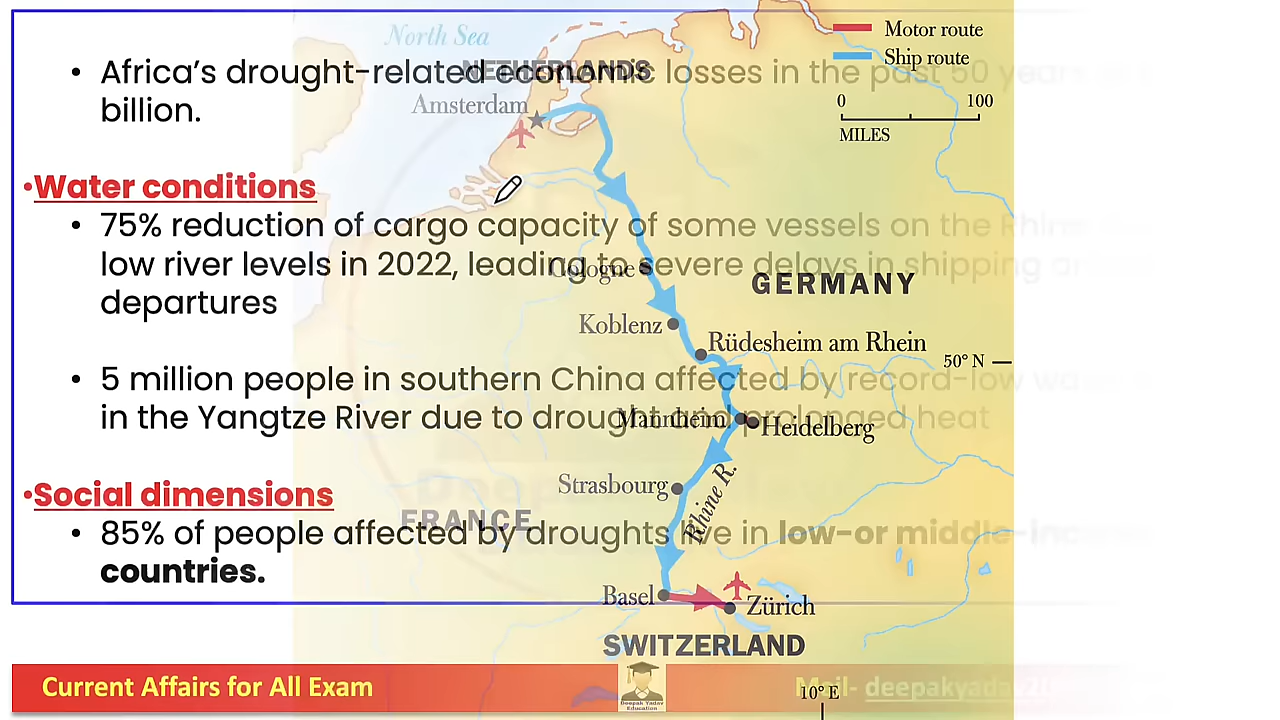 • Africa’s drought-related economic losses in the past 50 years
billion.
•Water conditions
• 75% reduction of cargo capacity of some vessels on the Rhine
low river levels in 2022, leading to severe delays in shipping
departures
• 5 million people in southern China affected by record-low
in the Yangtze River due to drought and prolonged heat
•Social dimensions
• 85% of people affected by droughts live in low-or middle-income
countries.
North Sea
NETHERLANDS
Amsterdam
Motor route
Ship route
0 100
MILES
Cologne
GERMANY
Koblenz
Rüdesheim am Rhein
50° N
Mannheim
Heidelberg
Strasbourg
Rhine R.
FRANCE
Basel
Zürich
SWITZERLAND
10° E
Current Affairs for All Exam
Deepak Yadav
Education
Mail- deepakyadav20